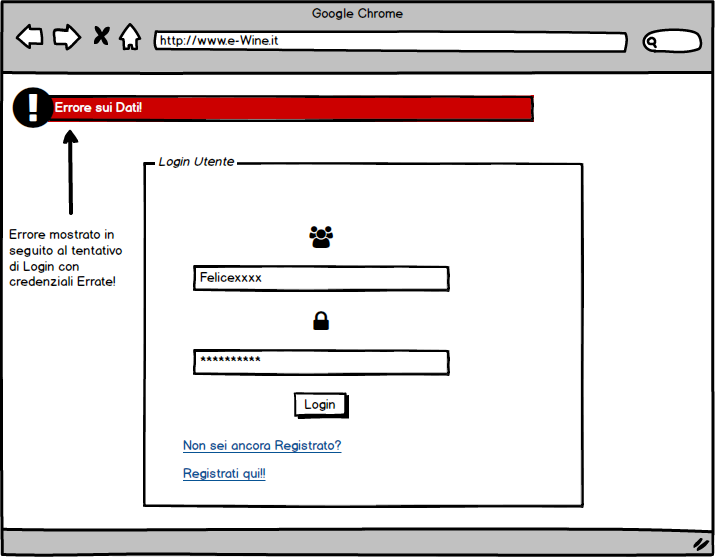 Google Chrome
http://www.e-Wine.it
Errore sui Dati!
Login Utente
Errore mostrato in
seguito al tentativo
di Login con
credenziali Errate!
Felicexxxx
**********
Login
Non sei ancora Registrato?
Registrati qui!!